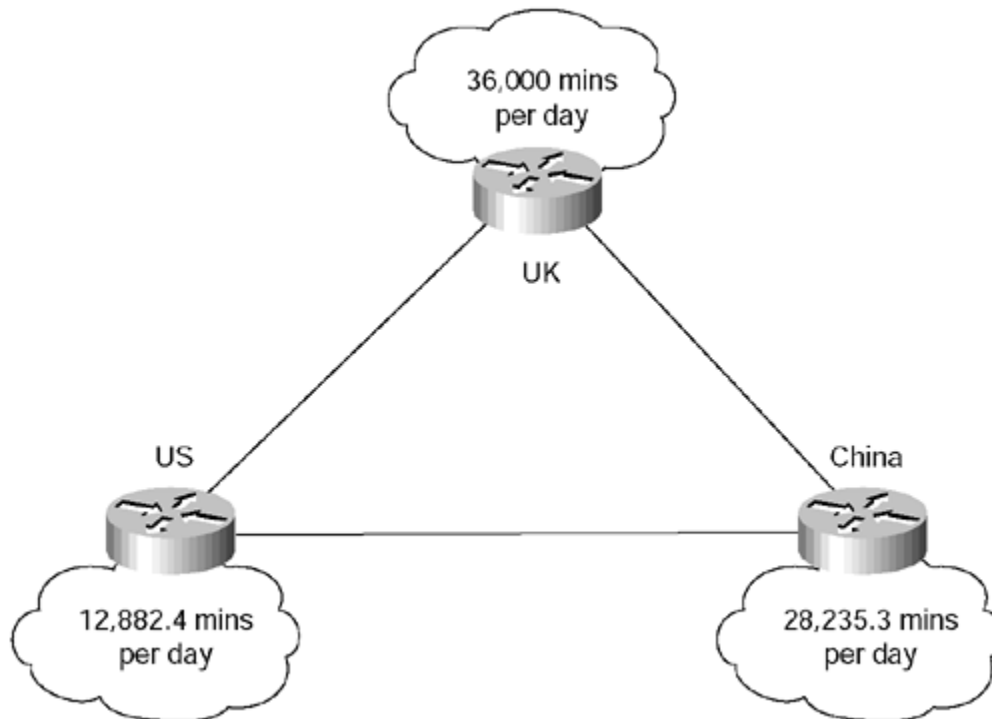 36,000 mins
per day
UK
US
China
12,882.4 mins
per day
28,235.3 mins
per day